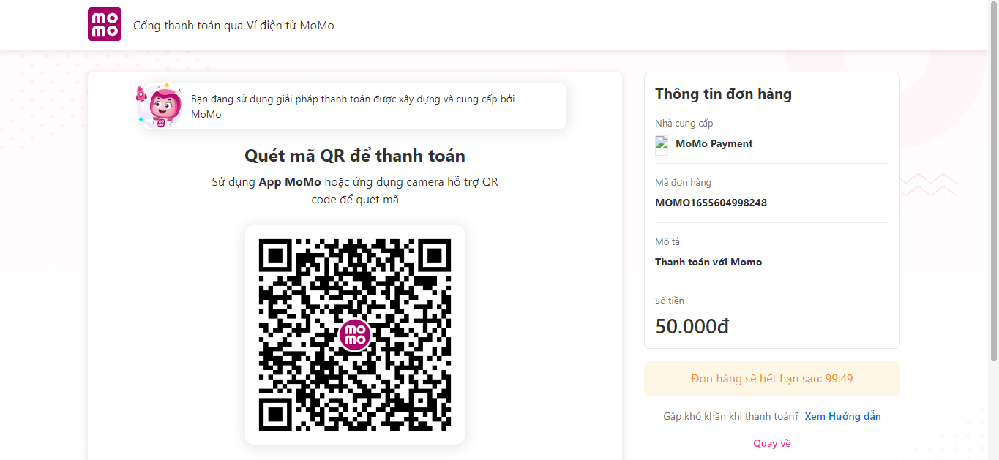 mo
mo
Cổng thanh toán qua Ví điện tử MoMo
Bạn đang sử dụng giải pháp thanh toán được xây dựng và cung cấp bởi
MoMo
Quét mã QR để thanh toán
Sử dụng App MoMo hoặc ứng dụng camera hỗ trợ QR
code để quét mã
mo
mo
Thông tin đơn hàng
Nhà cung cấp
MoMo Payment
Mã đơn hàng
MOMO1655604998248
Mô tả
Thanh toán với Momo
Số tiền
50.000đ
Đơn hàng sẽ hết hạn sau: 99:49
Gặp khó khăn khi thanh toán? Xem Hướng dẫn
Quay về